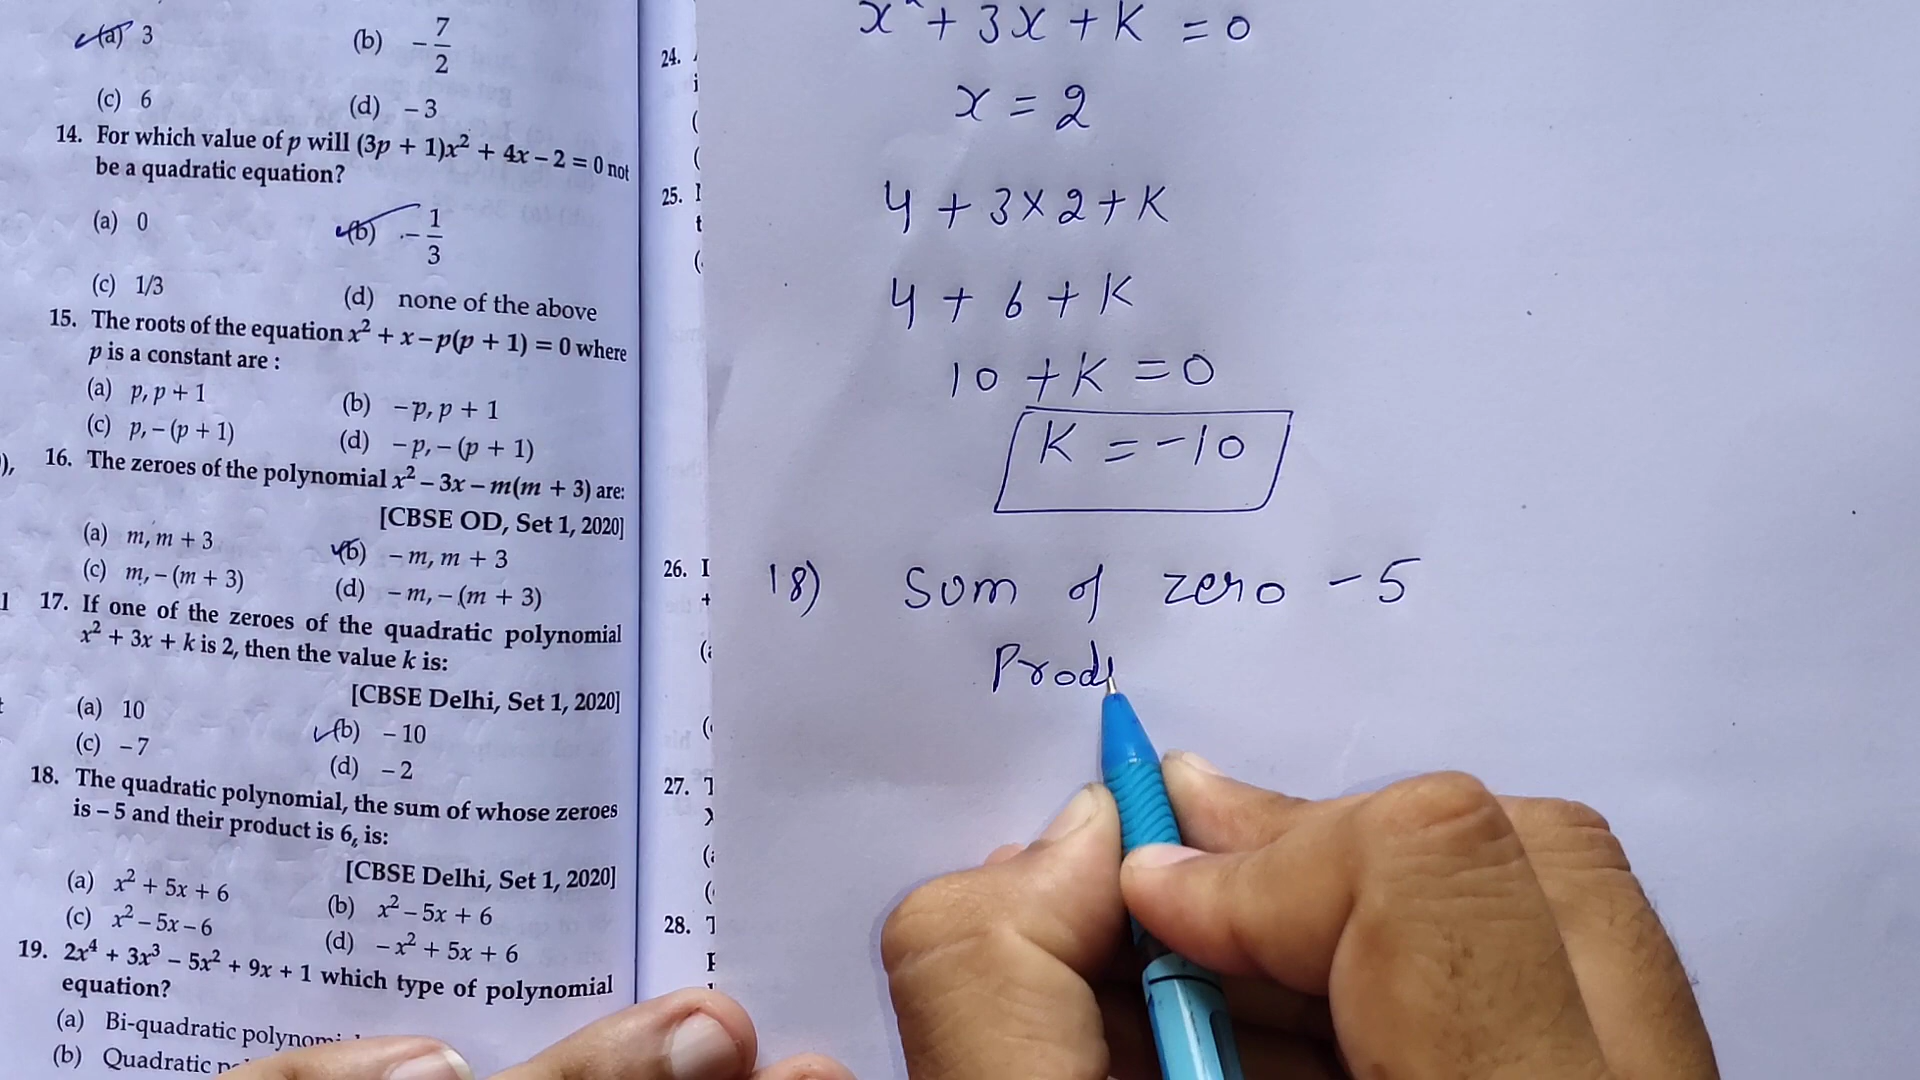 (a) 3 (b) -7/2
(c) 6 (d) - 3
14. For which value of p will (3p + 1)x² + 4x – 2 = 0 not
be a quadratic equation?
(a) 0 (b) -1/3
(c) 1/3 (d) none of the above
15. The roots of the equation x² + x – p(p + 1) = 0 where
p is a constant are :
(a) p, p + 1 (b) – p, p + 1
(c) p, – (p + 1) (d) – p, – (p + 1)
16. The zeroes of the polynomial x² – 3x – m(m + 3) are:
[CBSE OD, Set 1, 2020]
(a) m, m + 3 (b) – m, m + 3
(c) m, – (m + 3) (d) – m, – (m + 3)
17. If one of the zeroes of the quadratic polynomial
x² + 3x + k is 2, then the value k is:
[CBSE Delhi, Set 1, 2020]
(a) 10 (b) – 10
(c) – 7 (d) – 2
18. The quadratic polynomial, the sum of whose zeroes
is – 5 and their product is 6, is:
[CBSE Delhi, Set 1, 2020]
(a) x² + 5x + 6 (b) x² – 5x + 6
(c) x² – 5x – 6 (d) – x² + 5x + 6
19. 2x⁴ + 3x³ – 5x² + 9x + 1 which type of polynomial
equation?
(a) Bi-quadratic
(b) Quadratic
24.
25.
26. I
27.
28.
x² + 3x + K = 0
x = 2
4 + 3×2 + K
4 + 6 + K
10 + K = 0
K = -10
18) Sum of zero -5
Prod